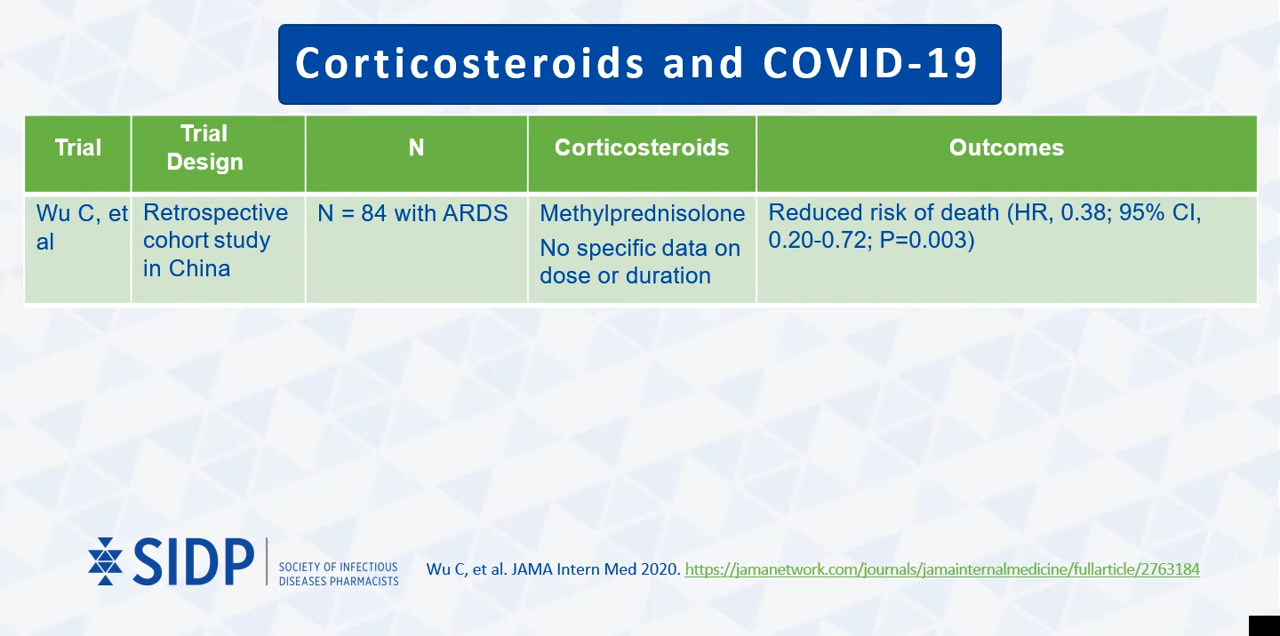 Corticosteroids and COVID-19
Trial
Trial
Design
N
Corticosteroids
Outcomes
Wu C, et
al
Retrospective
cohort study
in China
N = 84 with ARDS
Methylprednisolone
No specific data on
dose or duration
Reduced risk of death (HR, 0.38; 95% CI,
0.20-0.72; P=0.003)
SIDP
SOCIETY OF INFECTIOUS
DISEASES PHARMACISTS
Wu C, et al. JAMA Intern Med 2020. https://jamanetwork.com/journals/jamainternalmedicine/fullarticle/2763184